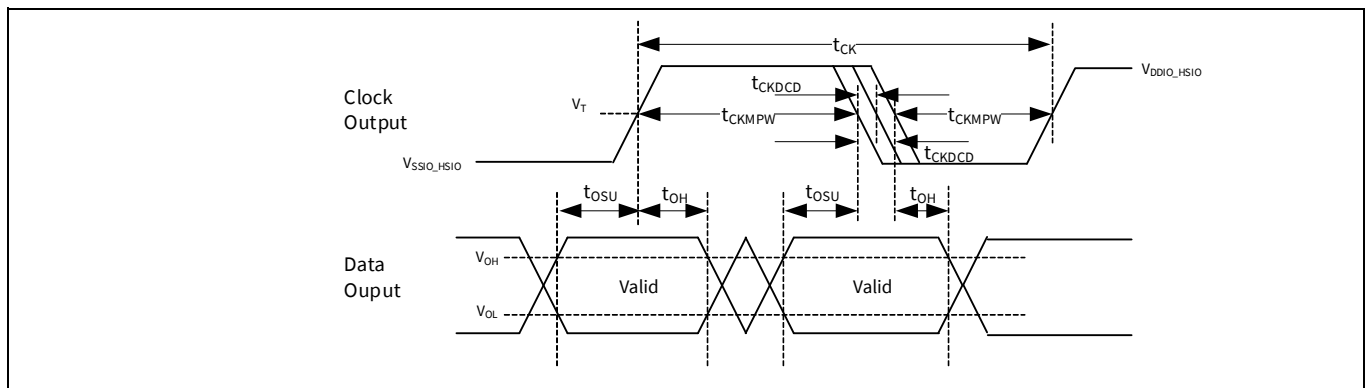 tCK
VDDIO_HSIO
tCKDCD
Clock
Output
VT
tCKMPW
tCKMPW
tCKDCD
VSSIO_HSIO
tOSU
tOH
tOSU
tOH
Data
Ouput
VOH
Valid
Valid
VOL